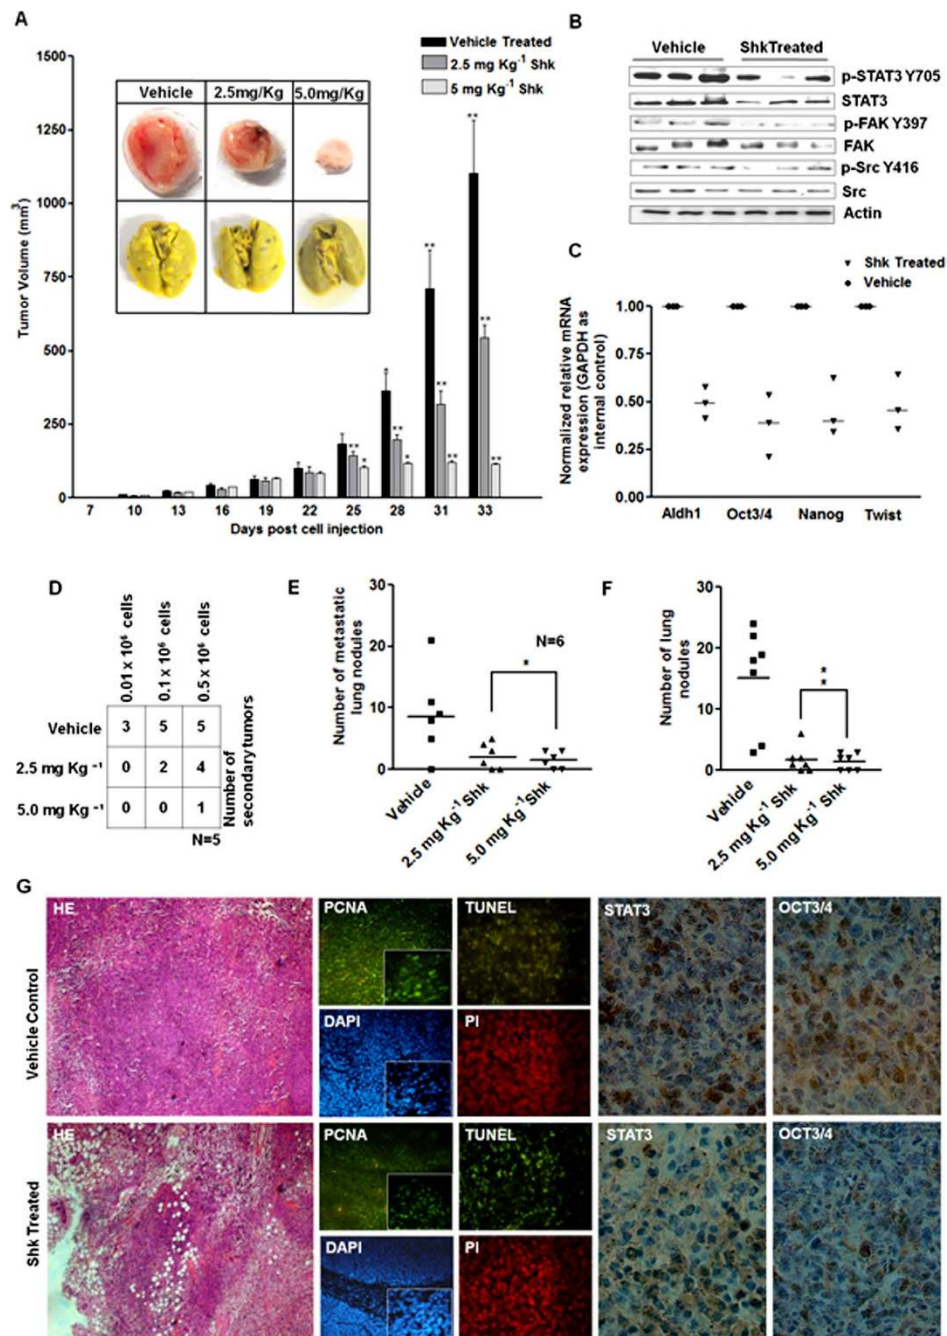 A
Vehicle Treated
2.5 mg Kg⁻¹ Shk
5 mg Kg⁻¹ Shk
Vehicle 2.5mg/Kg 5.0mg/Kg
Tumor Volume (mm³)
1500
1250
1000
750
500
250
0
** ** ** ** ** ** * ** * ** *
7 10 13 16 19 22 25 28 31 33
Days post cell injection
B
Vehicle ShkTreated
p-STAT3 Y705
STAT3
p-FAK Y397
FAK
p-Src Y416
Src
Actin
C
Shk Treated
Vehicle
Normalized relative mRNA
expression (GAPDH as
internal control)
1.00
0.75
0.50
0.25
0.00
Aldh1 Oct3/4 Nanog Twist
D
0.01 x 10⁶ cells
0.1 x 10⁶ cells
0.5 x 10⁶ cells
Vehicle 3 5 5
2.5 mg Kg⁻¹ 0 2 4
5.0 mg Kg⁻¹ 0 0 1
Number of
secondary tumors
N=5
E
Number of metastatic
lung nodules
30
20
10
0
N=6
*
Vehicle
2.5 mg Kg⁻¹ Shk
5.0 mg Kg⁻¹ Shk
F
Number of lung
nodules
30
20
10
0
*
*
Vehicle
2.5 mg Kg⁻¹ Shk
5.0 mg Kg⁻¹ Shk
G
Vehicle Control
HE PCNA TUNEL STAT3 OCT3/4
DAPI PI
Shk Treated
HE PCNA TUNEL STAT3 OCT3/4
DAPI PI